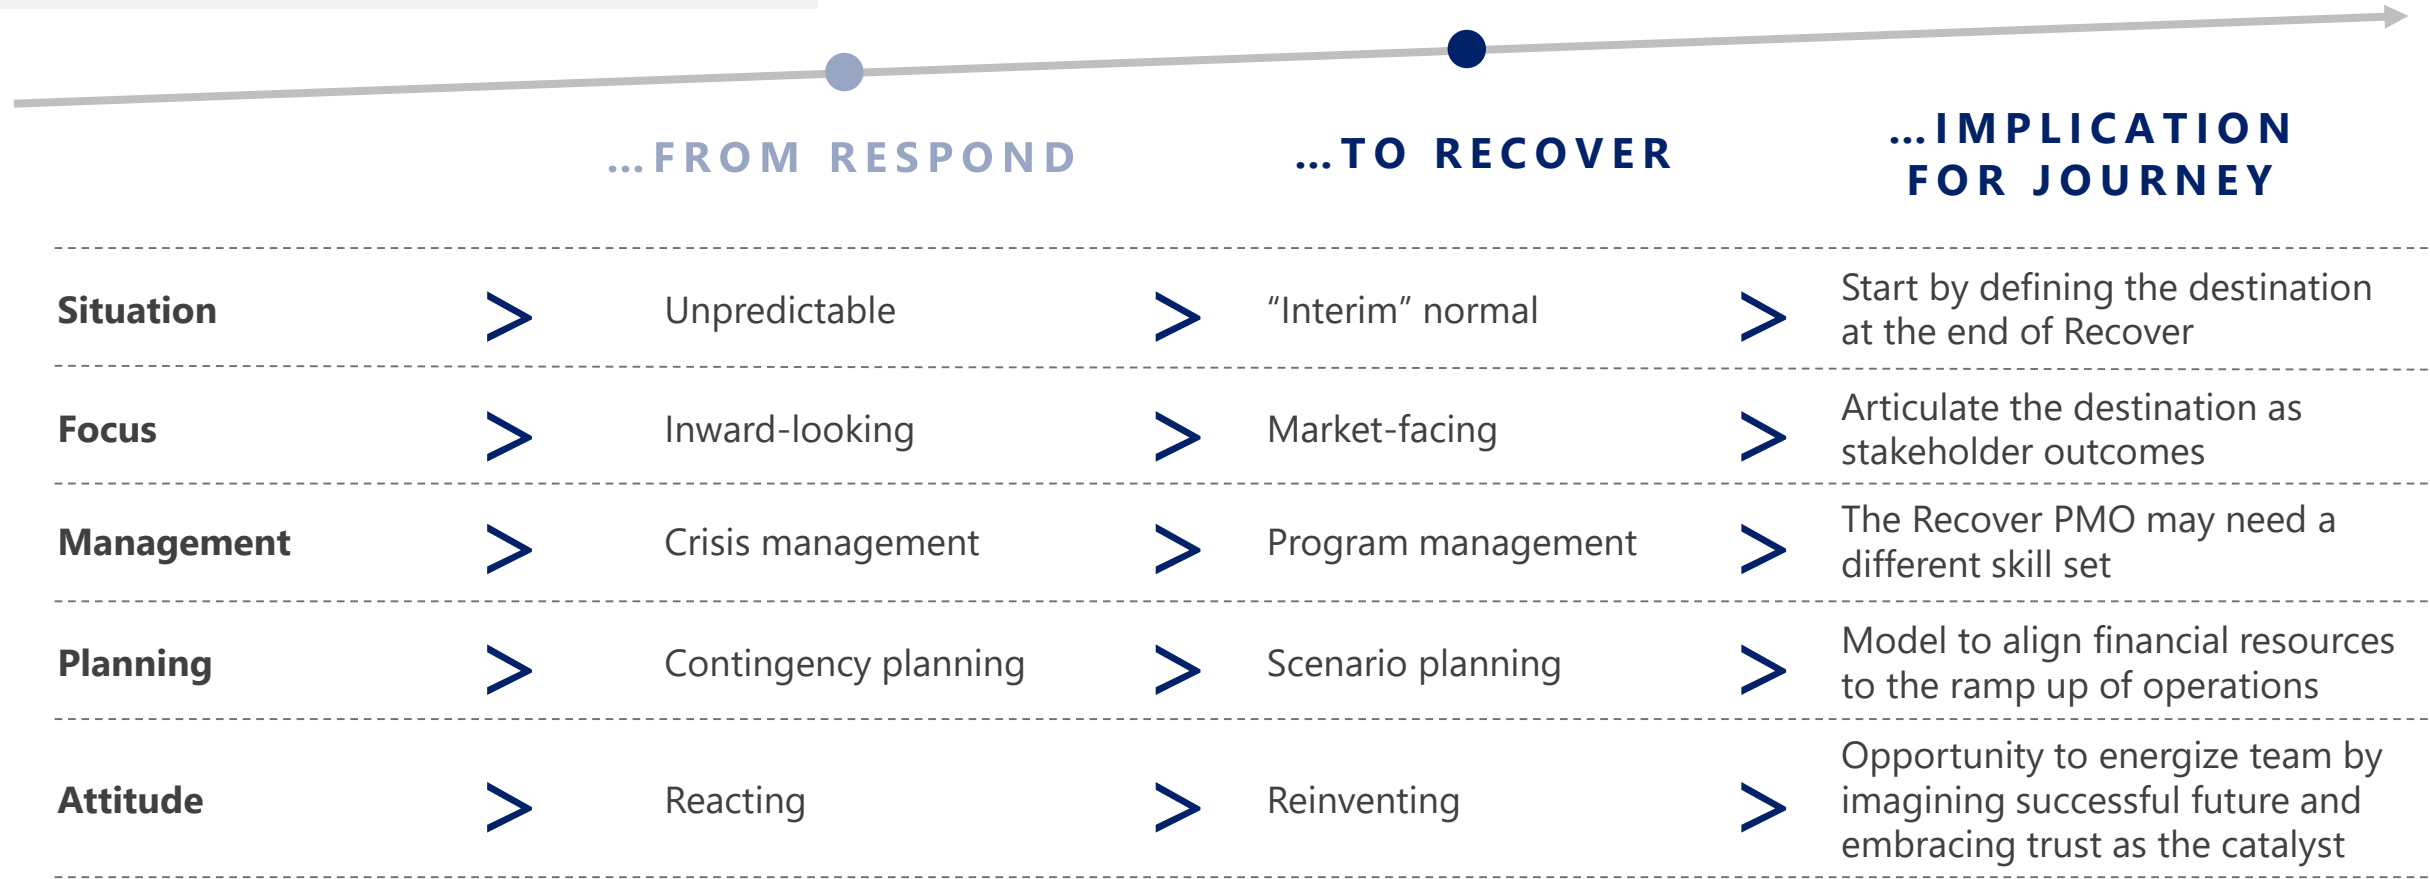 ...FROM RESPOND
...TO RECOVER
...IMPLICATION
FOR JOURNEY
Situation
>
Unpredictable
>
“Interim” normal
>
Start by defining the destination
at the end of Recover
Focus
>
Inward-looking
>
Market-facing
>
Articulate the destination as
stakeholder outcomes
Management
>
Crisis management
>
Program management
>
The Recover PMO may need a
different skill set
Planning
>
Contingency planning
>
Scenario planning
>
Model to align financial resources
to the ramp up of operations
Attitude
>
Reacting
>
Reinventing
>
Opportunity to energize team by
imagining successful future and
embracing trust as the catalyst